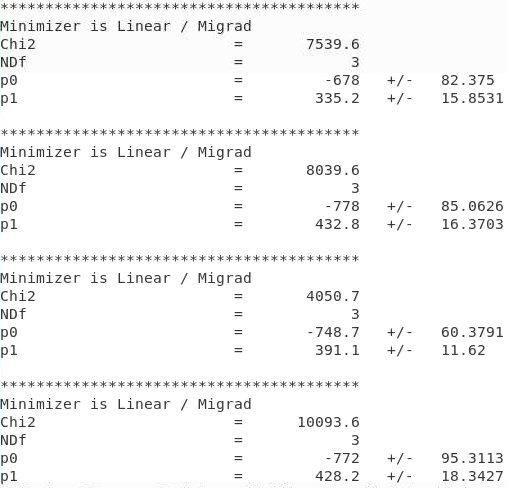 ****************************************
Minimizer is Linear / Migrad
Chi2                      =       7539.6
NDf                       =            3
p0                        =         -678   +/-   82.375
p1                        =        335.2   +/-   15.8531
****************************************
Minimizer is Linear / Migrad
Chi2                      =       8039.6
NDf                       =            3
p0                        =         -778   +/-   85.0626
p1                        =        432.8   +/-   16.3703
****************************************
Minimizer is Linear / Migrad
Chi2                      =       4050.7
NDf                       =            3
p0                        =       -748.7   +/-   60.3791
p1                        =        391.1   +/-   11.62
****************************************
Minimizer is Linear / Migrad
Chi2                      =      10093.6
NDf                       =            3
p0                        =         -772   +/-   95.3113
p1                        =        428.2   +/-   18.3427